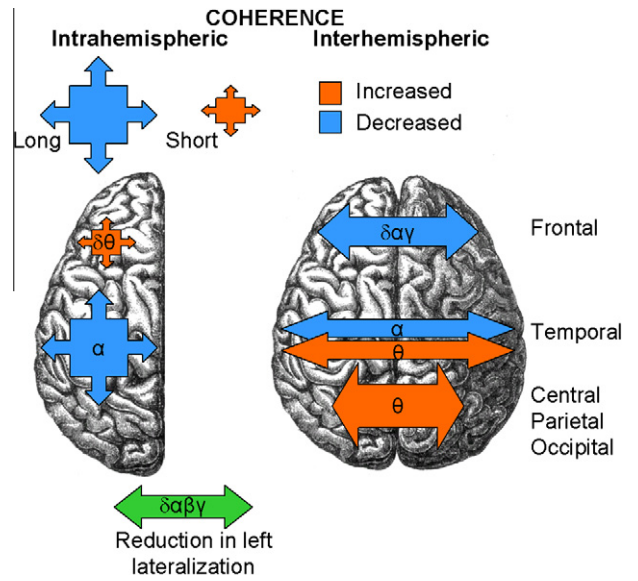 COHERENCE
Intrahemispheric
Interhemispheric
Long
Short
Increased
Decreased
δθ
α
δαγ
Frontal
α
θ
Temporal
θ
Central
Parietal
Occipital
δαβγ
Reduction in left
lateralization